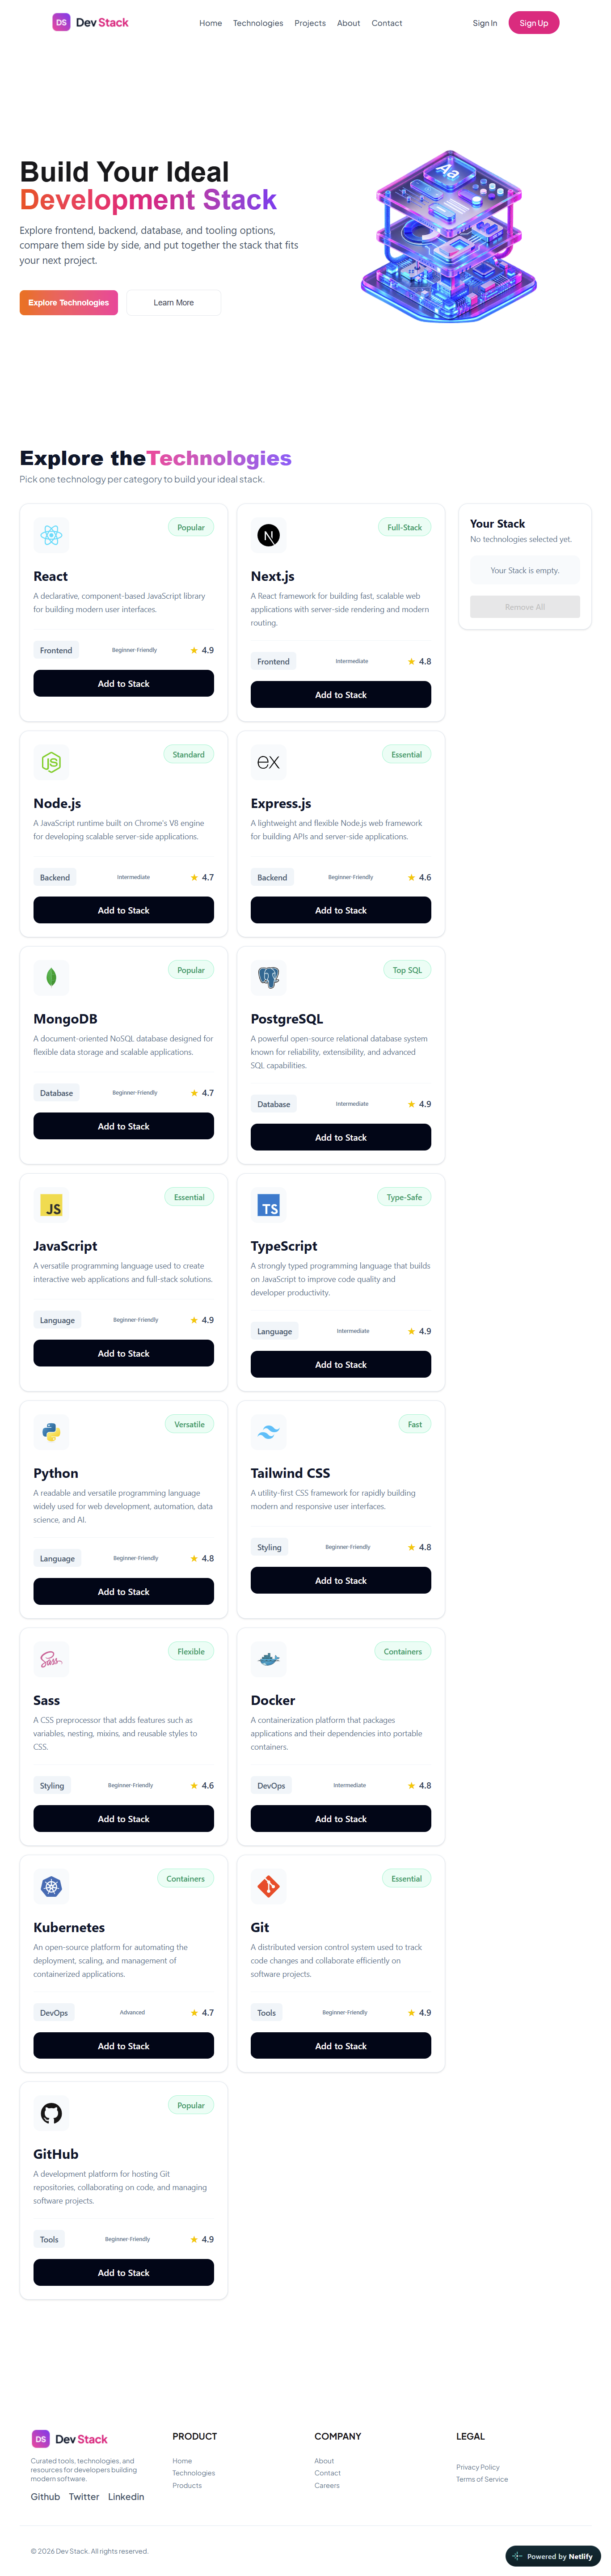 DS Dev Stack
Home Technologies Projects About Contact
Sign In Sign Up
Build Your Ideal
Development Stack
Explore frontend, backend, database, and tooling options,
compare them side by side, and put together the stack that fits
your next project.
Explore Technologies Learn More
Aa
Explore theTechnologies
Pick one technology per category to build your ideal stack.
Popular
React
A declarative, component-based JavaScript library
for building modern user interfaces.
Frontend Beginner-Friendly ★ 4.9
Add to Stack
N
Full-Stack
Next.js
A React framework for building fast, scalable web
applications with server-side rendering and modern
routing.
Frontend Intermediate ★ 4.8
Add to Stack
Your Stack
No technologies selected yet.
Your Stack is empty.
Remove All
JS
Standard
Node.js
A JavaScript runtime built on Chrome's V8 engine
for developing scalable server-side applications.
Backend Intermediate ★ 4.7
Add to Stack
ex
Essential
Express.js
A lightweight and flexible Node.js web framework
for building APIs and server-side applications.
Backend Beginner-Friendly ★ 4.6
Add to Stack
Popular
MongoDB
A document-oriented NoSQL database designed for
flexible data storage and scalable applications.
Database Beginner-Friendly ★ 4.7
Add to Stack
Top SQL
PostgreSQL
A powerful open-source relational database system
known for reliability, extensibility, and advanced
SQL capabilities.
Database Intermediate ★ 4.9
Add to Stack
JS
Essential
JavaScript
A versatile programming language used to create
interactive web applications and full-stack solutions.
Language Beginner-Friendly ★ 4.9
Add to Stack
TS
Type-Safe
TypeScript
A strongly typed programming language that builds
on JavaScript to improve code quality and
developer productivity.
Language Intermediate ★ 4.9
Add to Stack
Versatile
Python
A readable and versatile programming language
widely used for web development, automation, data
science, and AI.
Language Beginner-Friendly ★ 4.8
Add to Stack
Fast
Tailwind CSS
A utility-first CSS framework for rapidly building
modern and responsive user interfaces.
Styling Beginner-Friendly ★ 4.8
Add to Stack
Sass
Flexible
Sass
A CSS preprocessor that adds features such as
variables, nesting, mixins, and reusable styles to
CSS.
Styling Beginner-Friendly ★ 4.6
Add to Stack
Containers
Docker
A containerization platform that packages
applications and their dependencies into portable
containers.
DevOps Intermediate ★ 4.8
Add to Stack
Containers
Kubernetes
An open-source platform for automating the
deployment, scaling, and management of
containerized applications.
DevOps Advanced ★ 4.7
Add to Stack
Essential
Git
A distributed version control system used to track
code changes and collaborate efficiently on
software projects.
Tools Beginner-Friendly ★ 4.9
Add to Stack
Popular
GitHub
A development platform for hosting Git
repositories, collaborating on code, and managing
software projects.
Tools Beginner-Friendly ★ 4.9
Add to Stack
DS Dev Stack
Curated tools, technologies, and
resources for developers building
modern software.
Github Twitter Linkedin
PRODUCT
Home
Technologies
Products
COMPANY
About
Contact
Careers
LEGAL
Privacy Policy
Terms of Service
© 2026 Dev Stack. All rights reserved.
Powered by Netlify